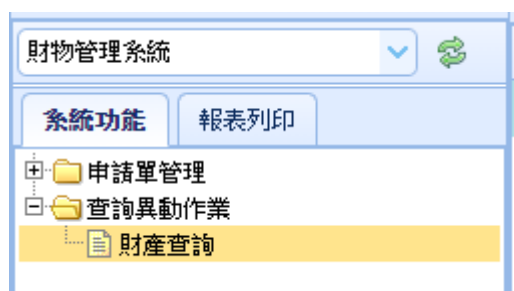 財物管理系統
系統功能 報表列印
申請單管理
查詢異動作業
財產查詢